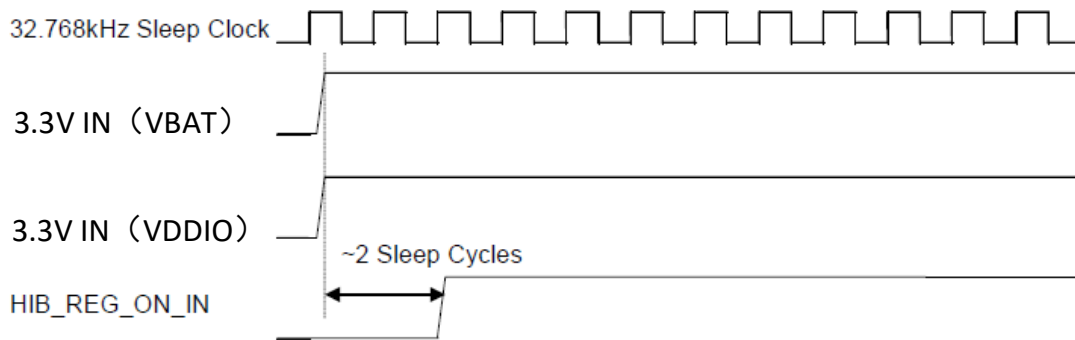 32.768kHz Sleep Clock
3.3V IN（VBAT）
3.3V IN（VDDIO）
~2 Sleep Cycles
HIB_REG_ON_IN